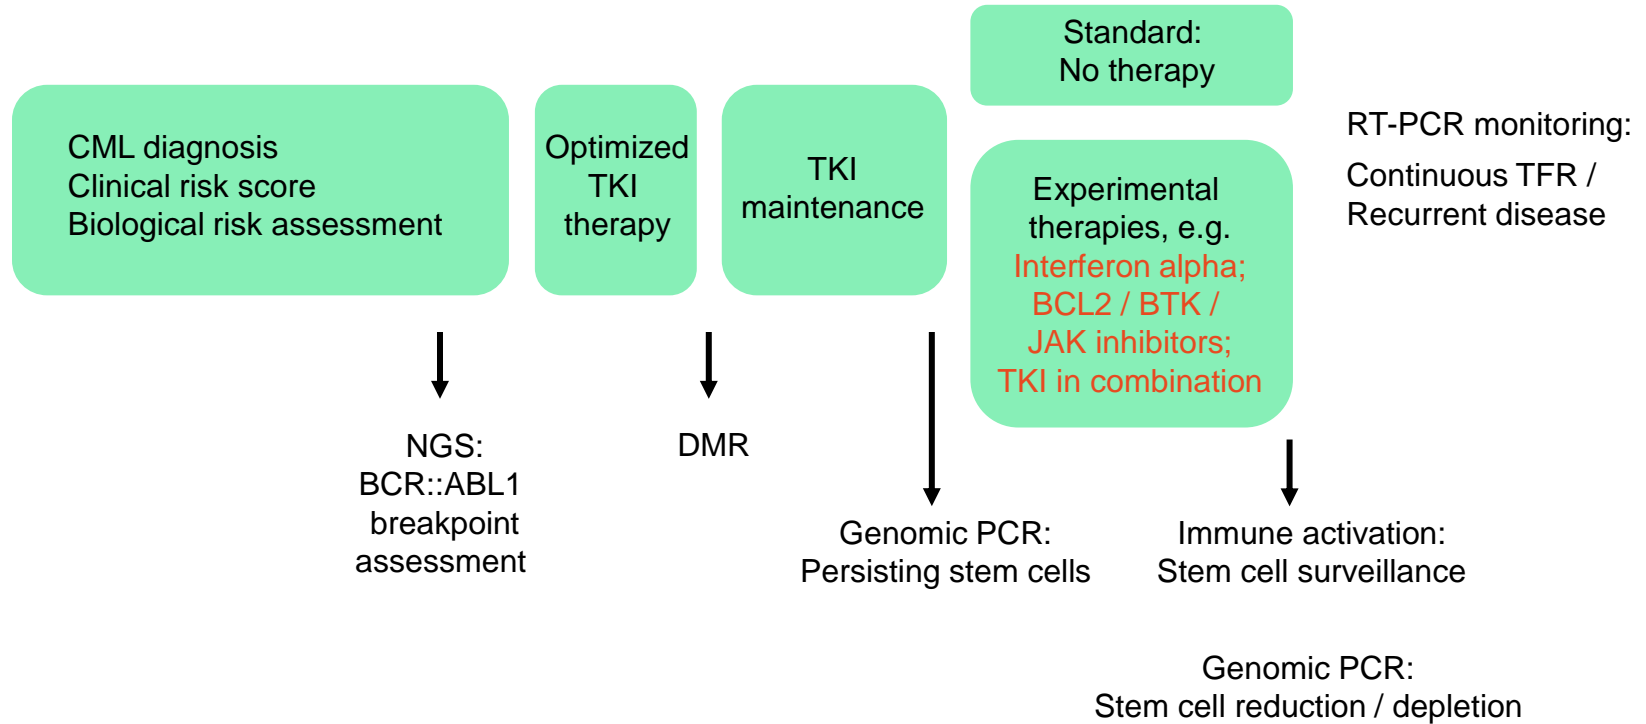 CML diagnosis
Clinical risk score
Biological risk assessment
Optimized
TKI
therapy
TKI
maintenance
Standard:
No therapy
Experimental
therapies, e.g.
Interferon alpha;
BCL2 / BTK /
JAK inhibitors;
TKI in combination
RT-PCR monitoring:
Continuous TFR /
Recurrent disease
NGS:
BCR::ABL1
breakpoint
assessment
DMR
Genomic PCR:
Persisting stem cells
Immune activation:
Stem cell surveillance
Genomic PCR:
Stem cell reduction / depletion